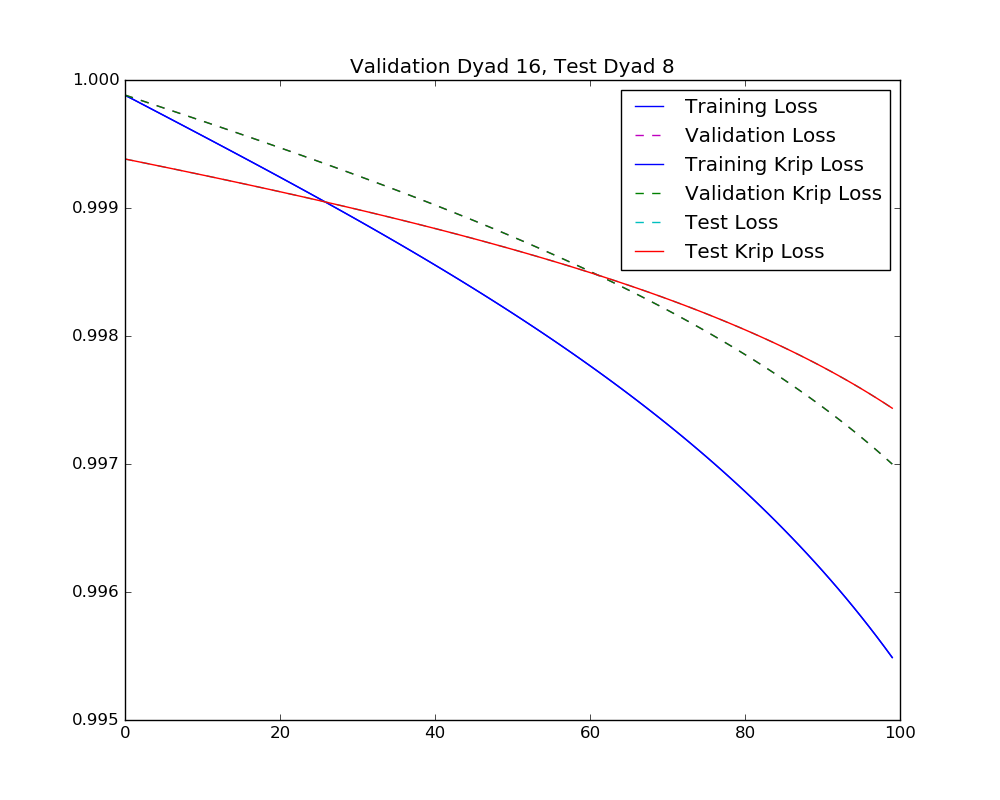 Validation Dyad 16, Test Dyad 8
1.000
0.999
0.998
0.997
0.996
0.995
0 20 40 60 80 100
Training Loss
Validation Loss
Training Krip Loss
Validation Krip Loss
Test Loss
Test Krip Loss